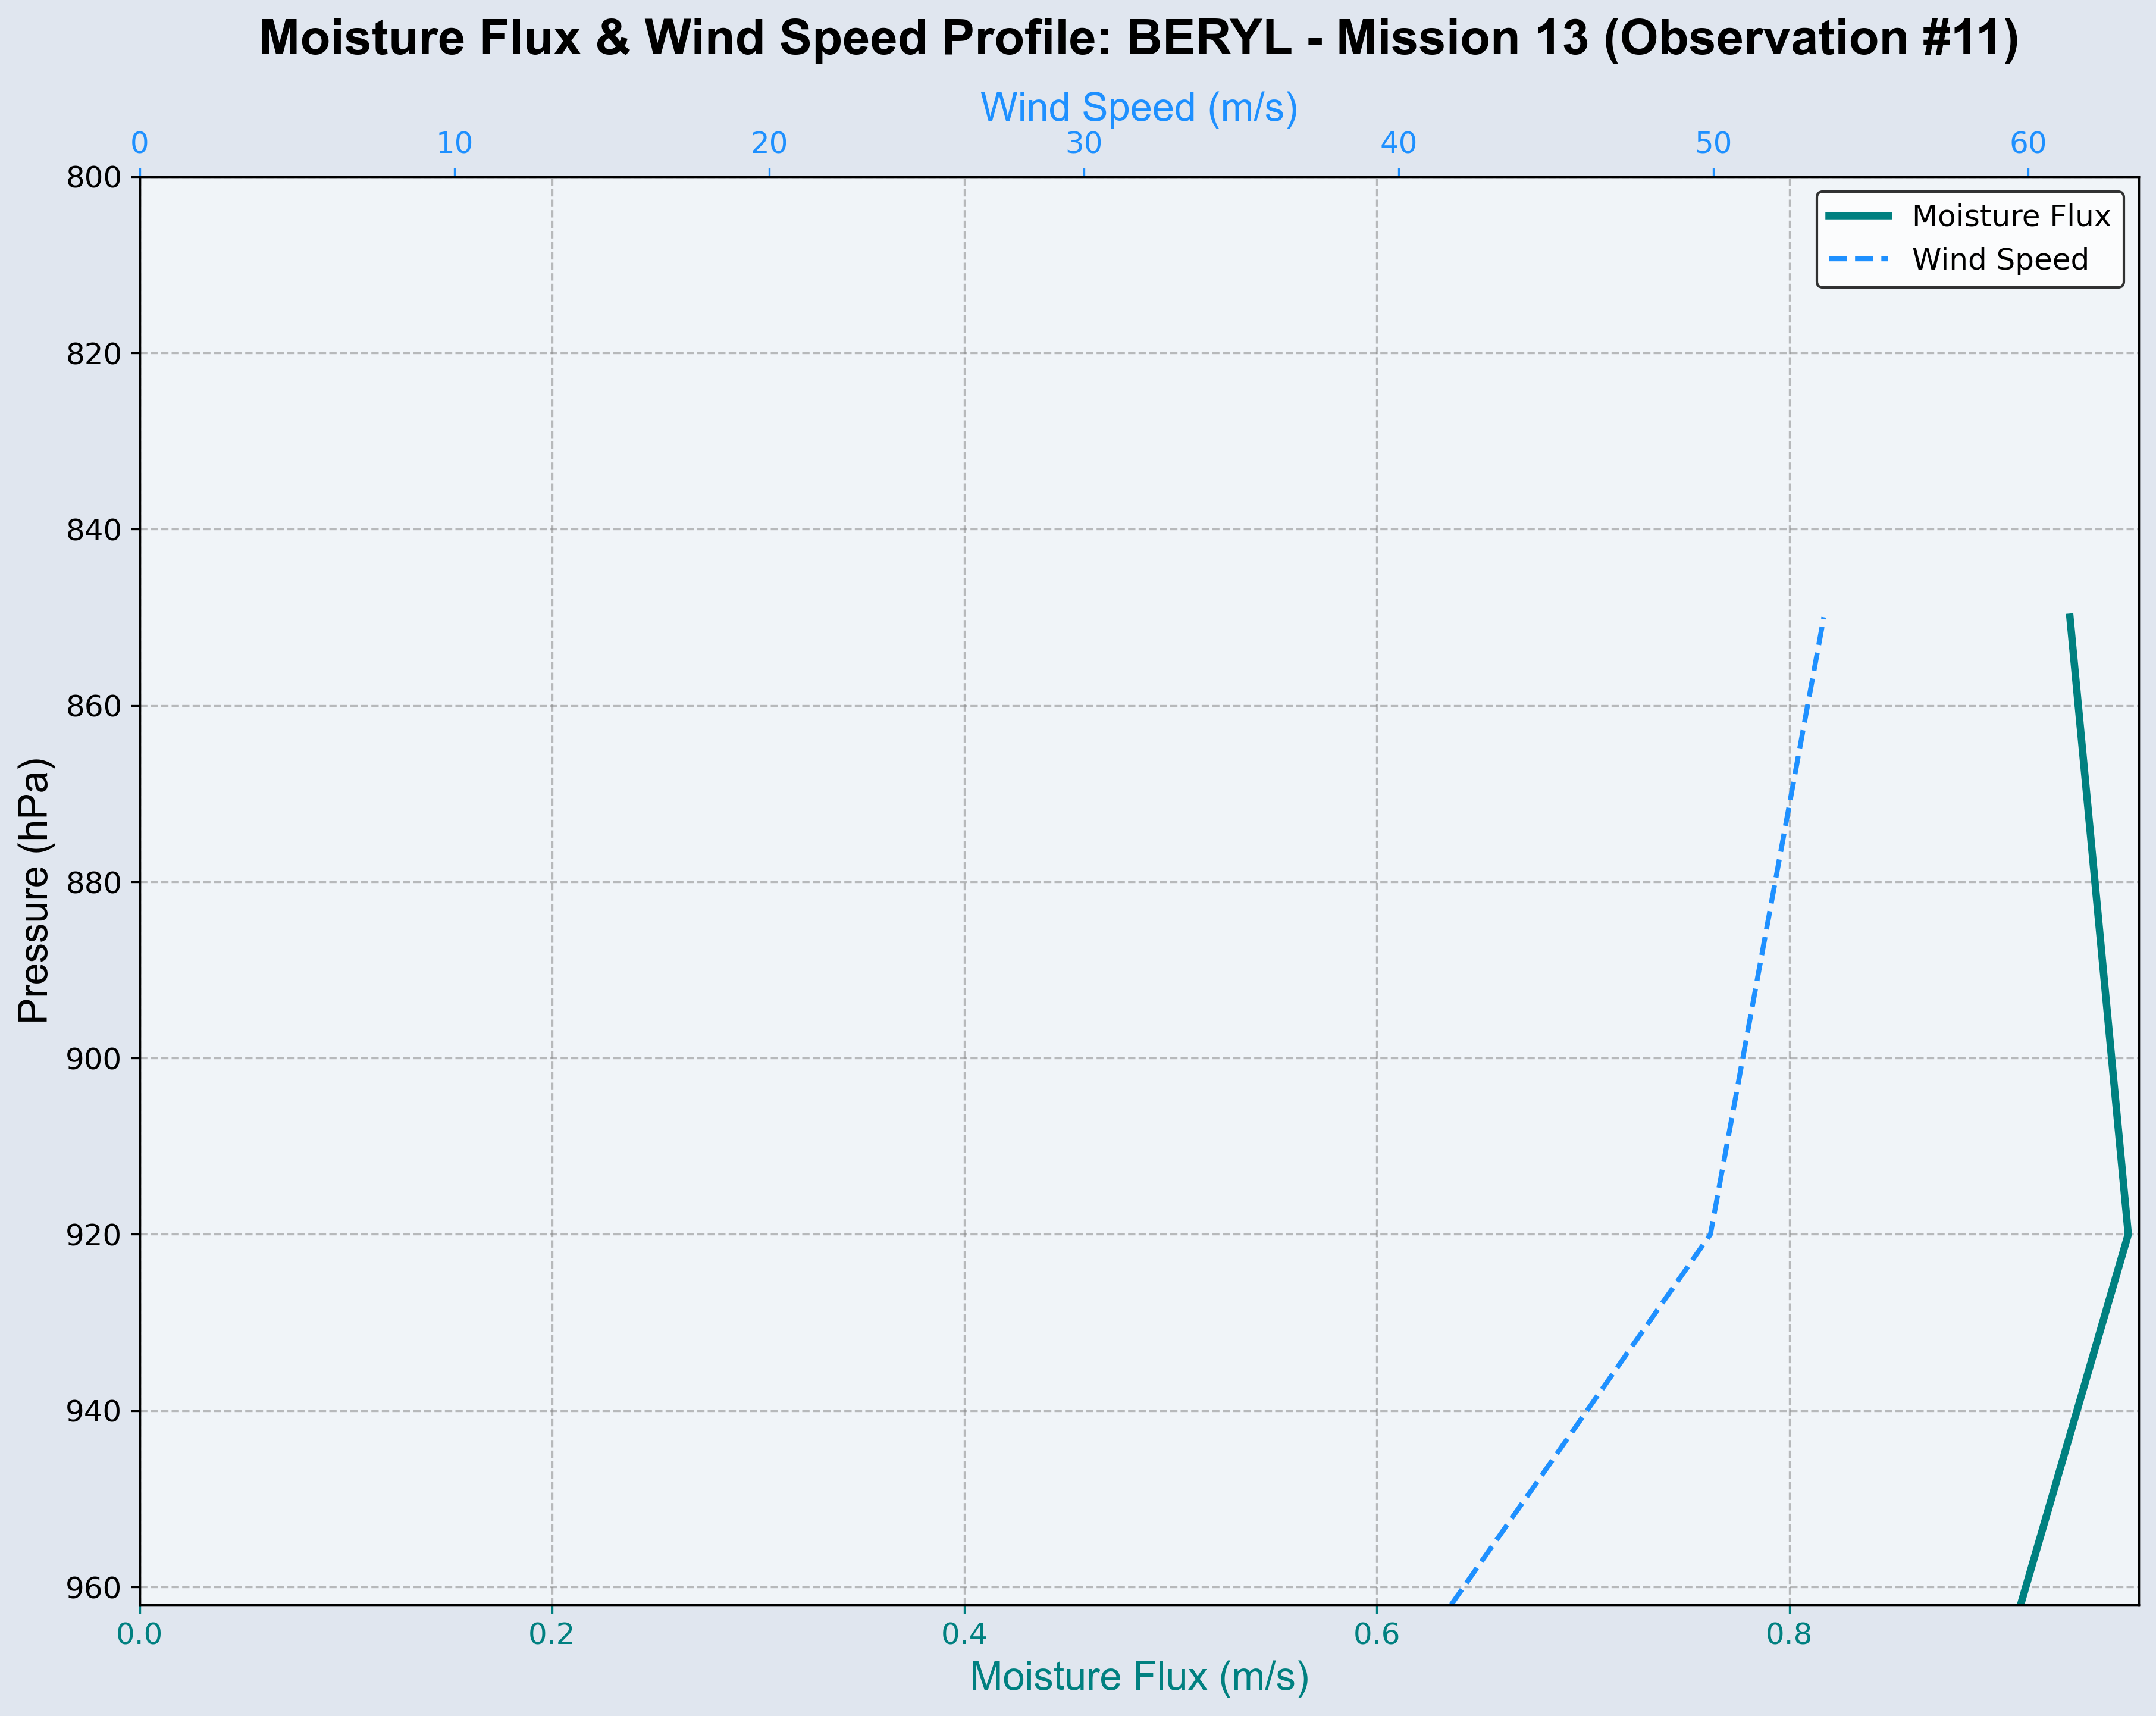 Moisture Flux & Wind Speed Profile: BERYL - Mission 13 (Observation #11)
Wind Speed (m/s)
0 10 20 30 40 50 60
Moisture Flux
Wind Speed
Pressure (hPa)
800
820
840
860
880
900
920
940
960
0.0 0.2 0.4 0.6 0.8
Moisture Flux (m/s)